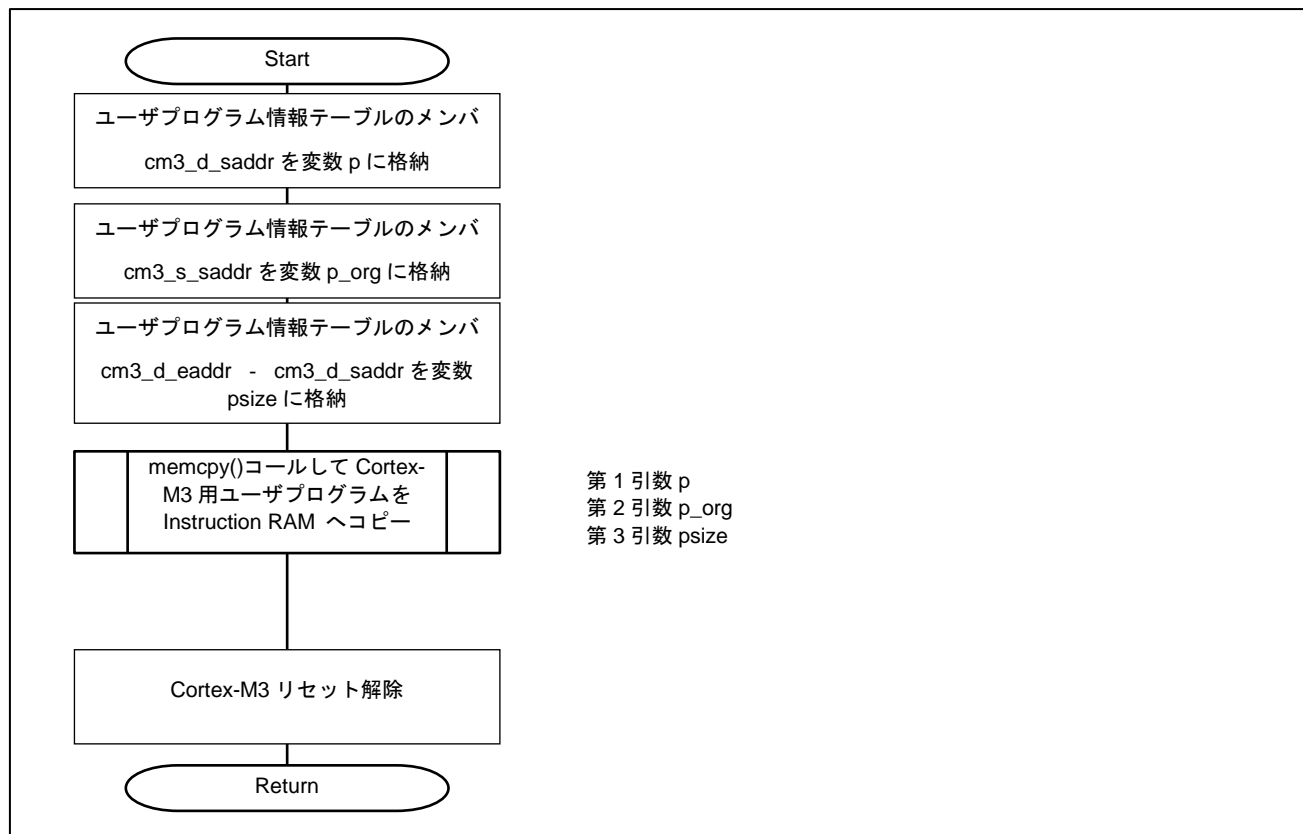 Start
ユーザプログラム情報テーブルのメンバ
cm3_d_saddr を変数 p に格納
ユーザプログラム情報テーブルのメンバ
cm3_s_saddr を変数 p_org に格納
ユーザプログラム情報テーブルのメンバ
cm3_d_eaddr - cm3_d_saddr を変数
psize に格納
memcpy()コールして Cortex-
M3 用ユーザプログラムを
Instruction RAM へコピー
第 1 引数 p
第 2 引数 p_org
第 3 引数 psize
Cortex-M3 リセット解除
Return